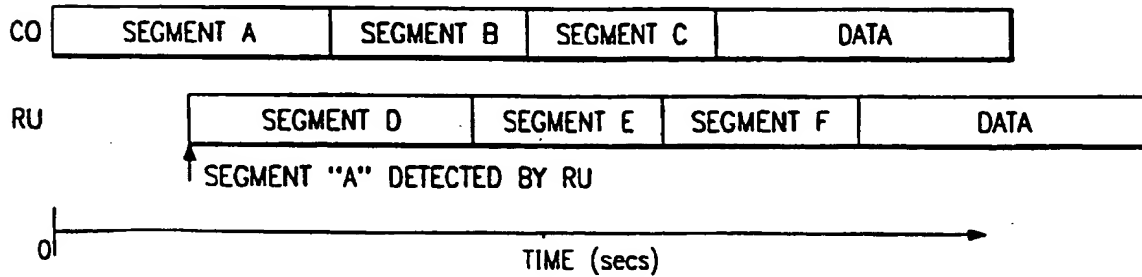 CO SEGMENT A SEGMENT B SEGMENT C DATA
RU SEGMENT D SEGMENT E SEGMENT F DATA
SEGMENT "A" DETECTED BY RU
0
TIME (secs)